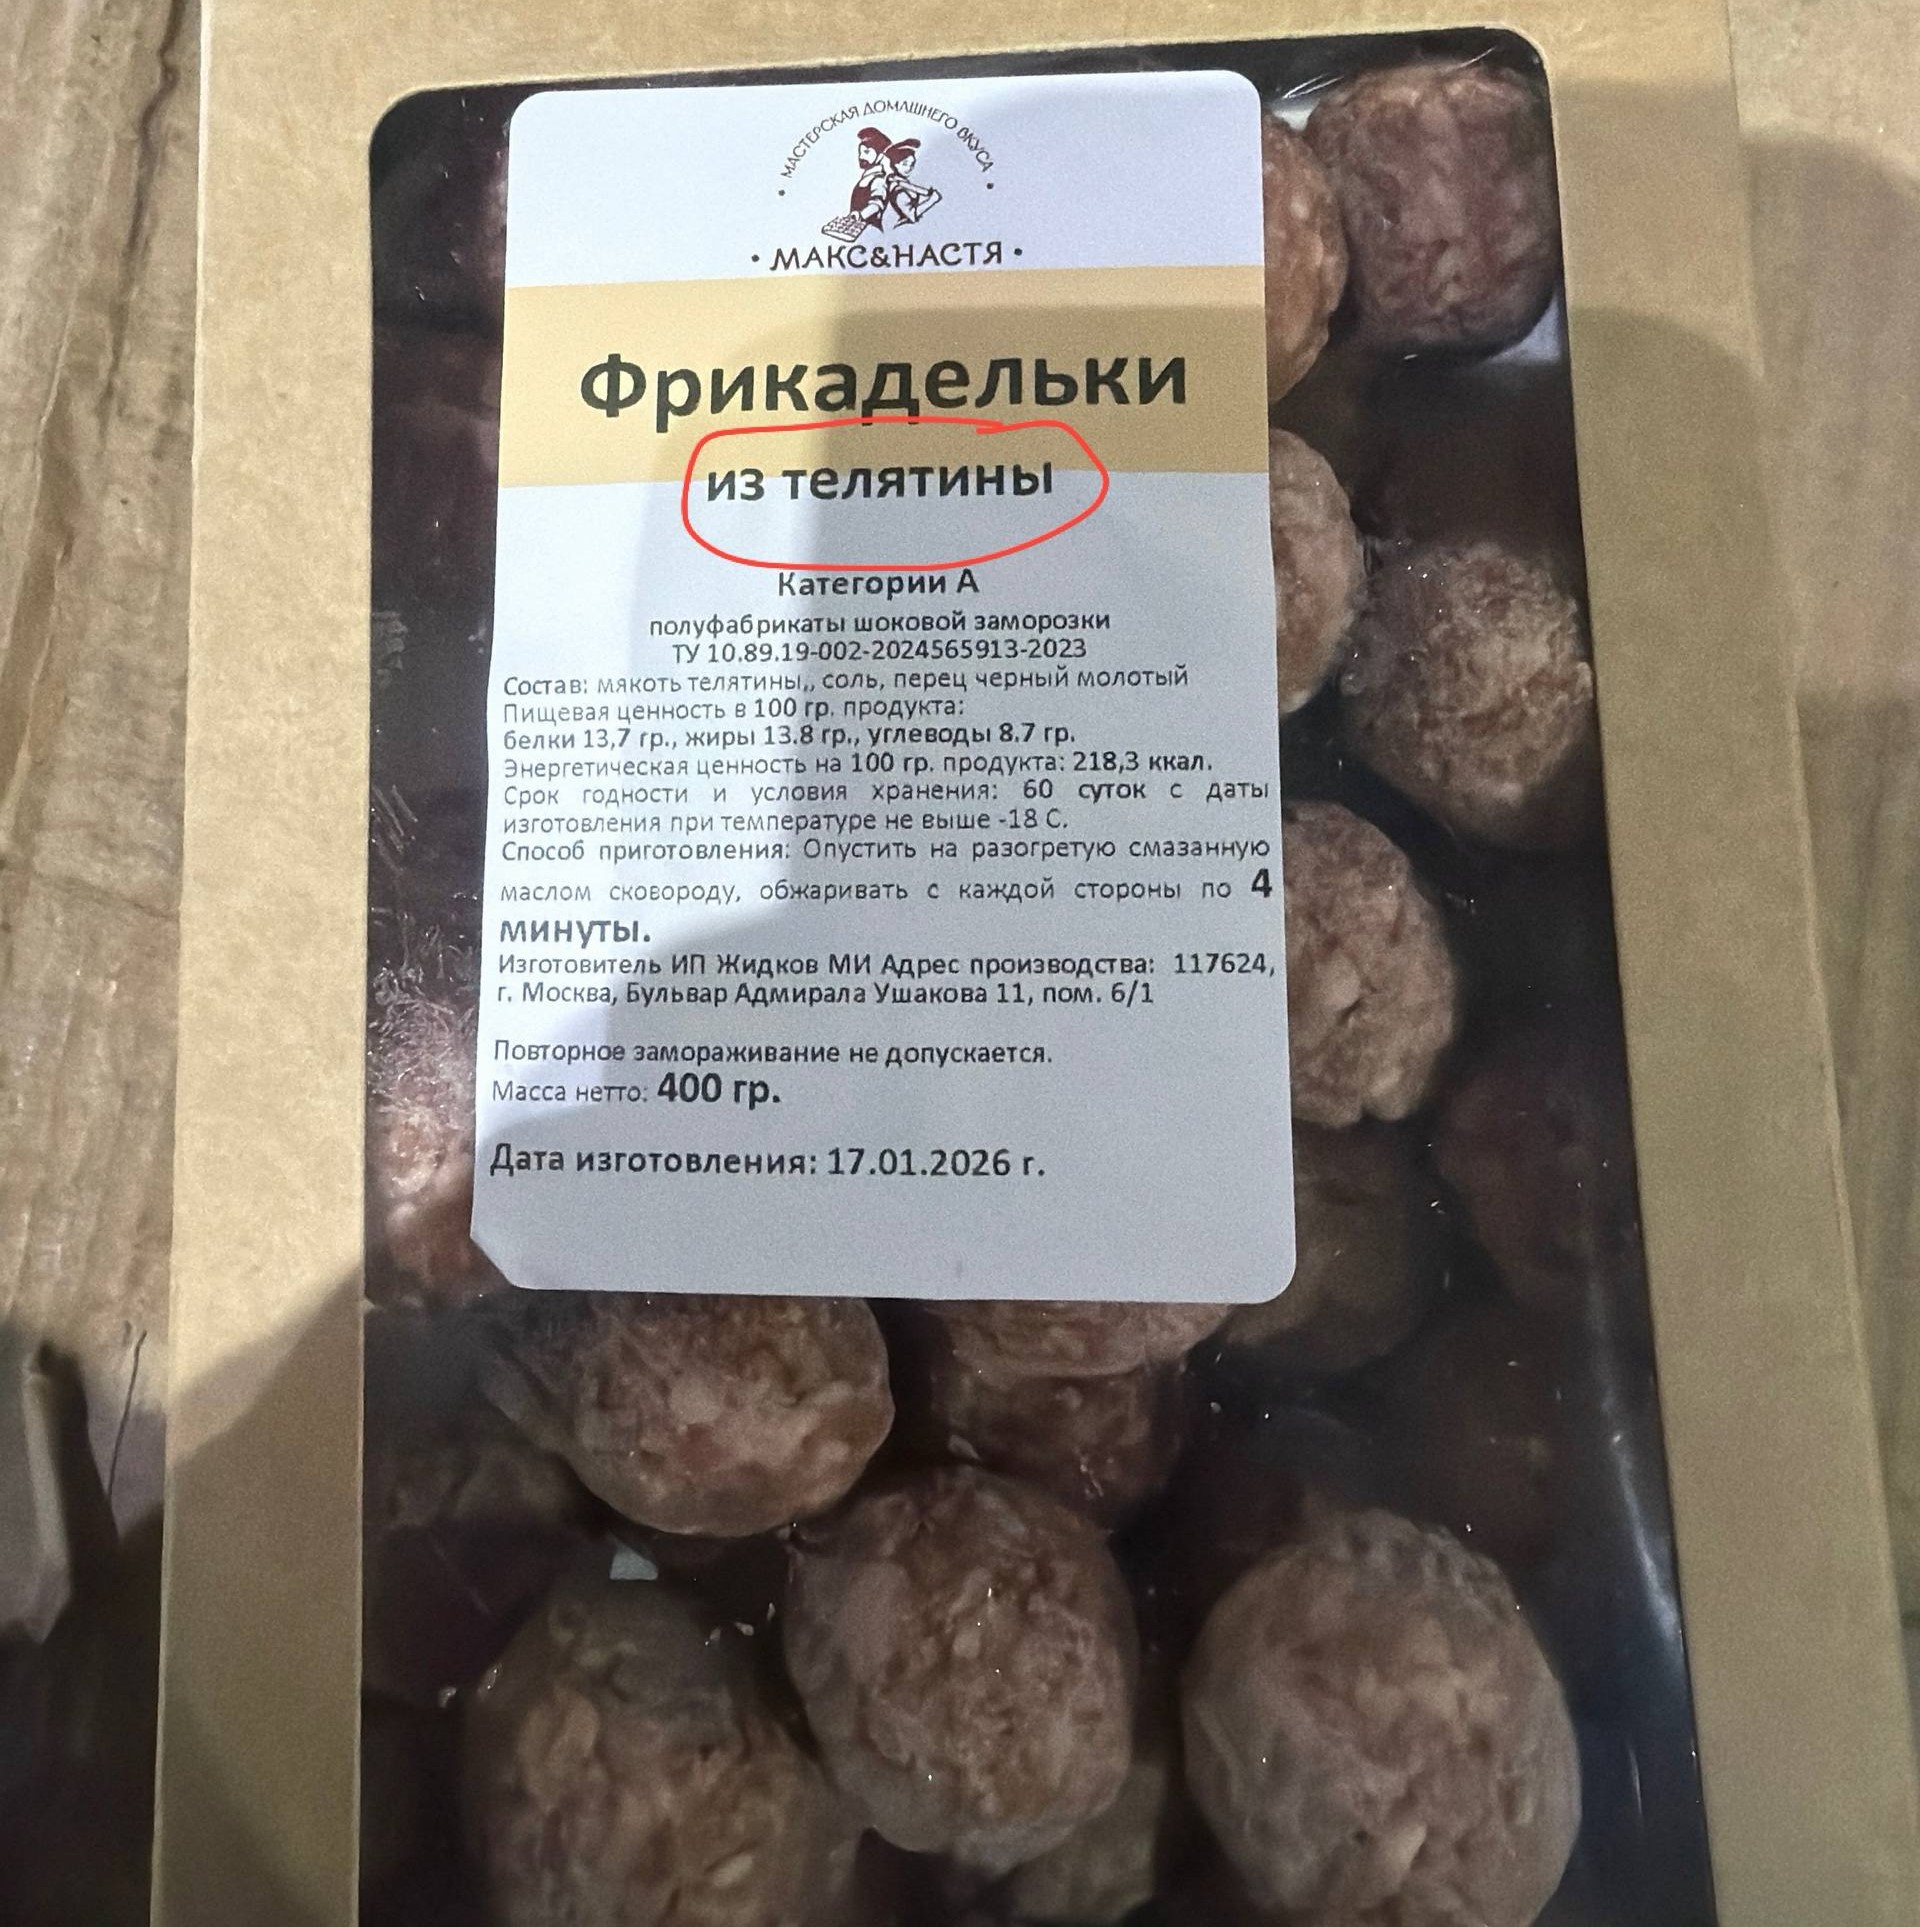 • МАСТЕРСКАЯ ДОМАШНЕГО ВКУСА •
• МАКС&НАСТЯ •
Фрикадельки
из телятины
Категории А
полуфабрикаты шоковой заморозки
ТУ 10.89.19-002-2024565913-2023
Состав: мякоть телятины,, соль, перец черный молотый
Пищевая ценность в 100 гр. продукта:
белки 13,7 гр., жиры 13.8 гр., углеводы 8.7 гр.
Энергетическая ценность на 100 гр. продукта: 218,3 ккал.
Срок годности и условия хранения: 60 суток с даты
изготовления при температуре не выше -18 С.
Способ приготовления: Опустить на разогретую смазанную
маслом сковороду, обжаривать с каждой стороны по 4
минуты.
Изготовитель ИП Жидков МИ Адрес производства: 117624,
г. Москва, Бульвар Адмирала Ушакова 11, пом. 6/1
Повторное замораживание не допускается.
Масса нетто: 400 гр.
Дата изготовления: 17.01.2026 г.